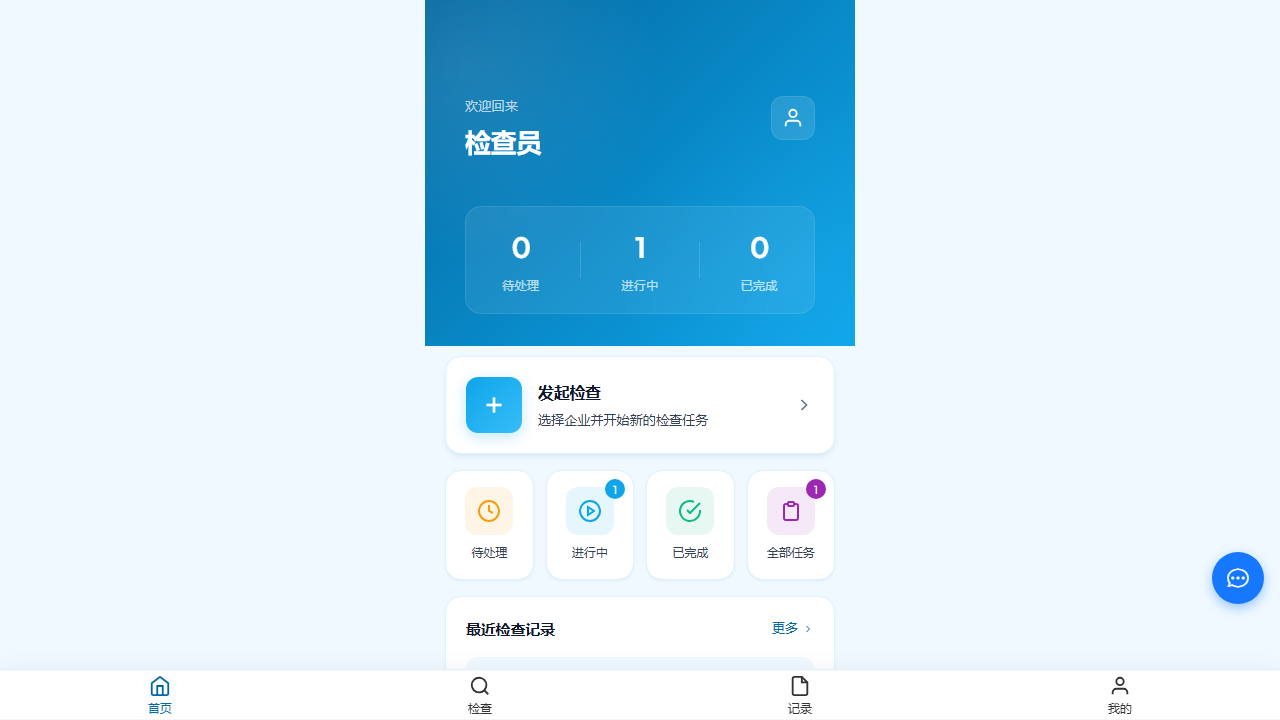 欢迎回来
检查员
0 1 0
待处理 进行中 已完成
发起检查
选择企业并开始新的检查任务
1 1
待处理 进行中 已完成 全部任务
最近检查记录 更多
首页 检查 记录 我的